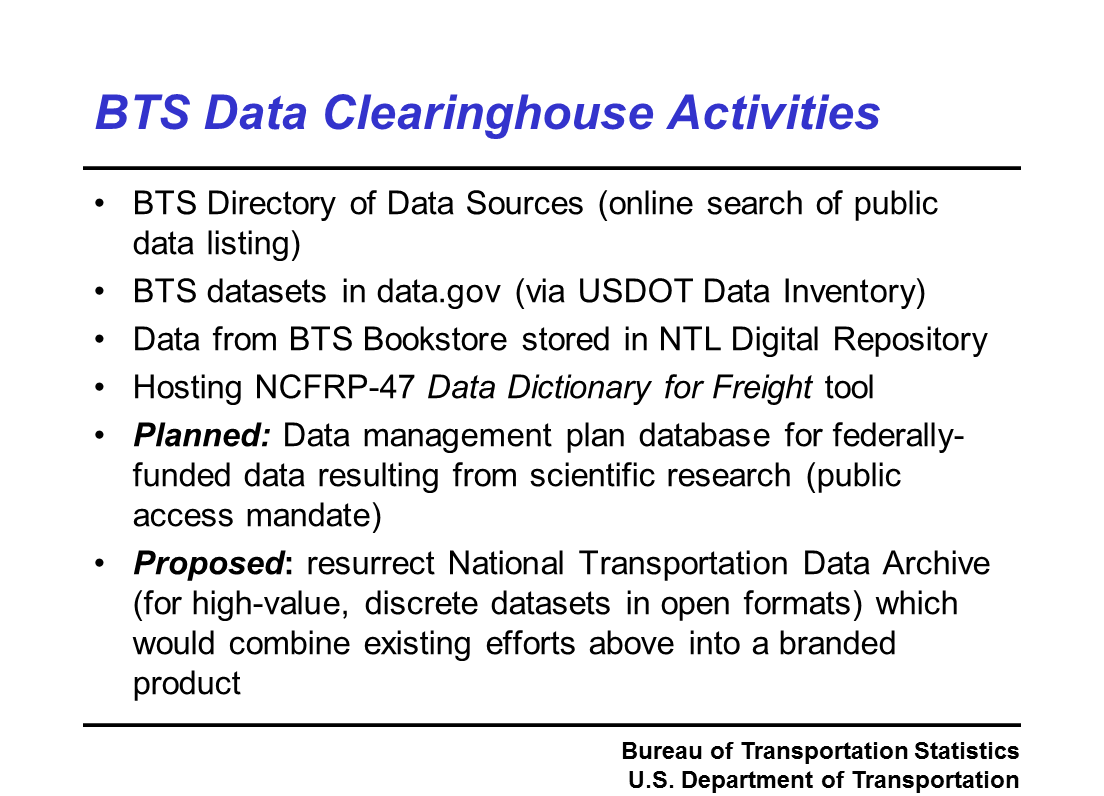 BTS Data Clearinghouse Activities
• BTS Directory of Data Sources (online search of public
data listing)
• BTS datasets in data.gov (via USDOT Data Inventory)
• Data from BTS Bookstore stored in NTL Digital Repository
• Hosting NCFRP-47 Data Dictionary for Freight tool
• Planned: Data management plan database for federally-
funded data resulting from scientific research (public
access mandate)
• Proposed: resurrect National Transportation Data Archive
(for high-value, discrete datasets in open formats) which
would combine existing efforts above into a branded
product
Bureau of Transportation Statistics
U.S. Department of Transportation